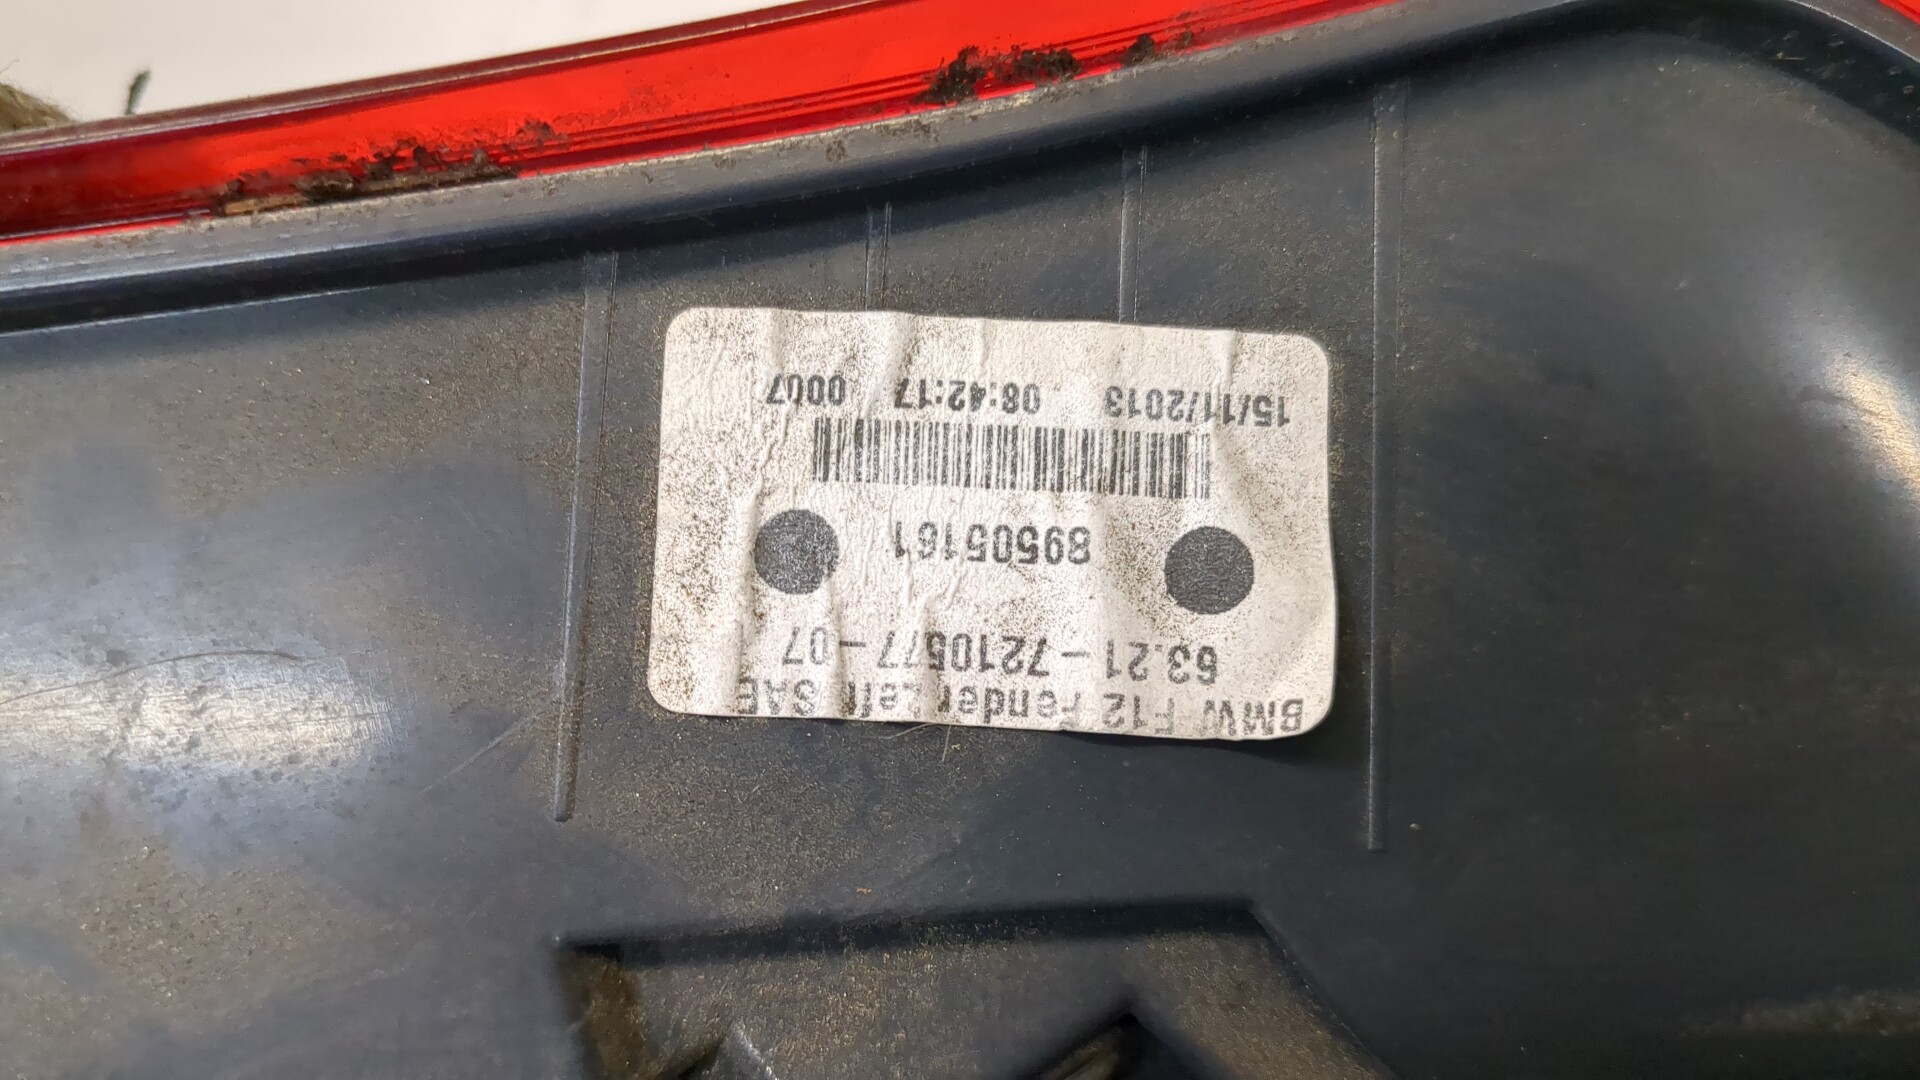 BMW F12 Fender Left SAE
63.21-7210577-07
89505161
15/11/2013 08:42:17 0007